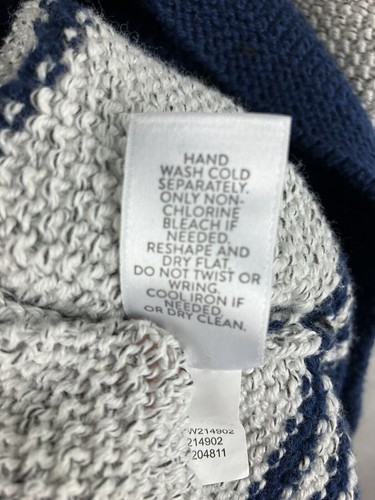 HAND
WASH COLD
SEPARATELY.
ONLY NON-
CHLORINE
BLEACH IF
NEEDED.
RESHAPE AND
DRY FLAT
DO NOT TWIST OR
WRING.
COOL IRON IF
NEEDED
OR DRY CLEAN.
W214902
214902
204811